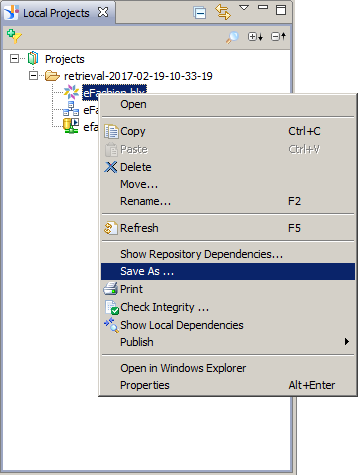 Local Projects
Projects
retrieval-2017-02-19-10-33-19
eFashion.blx
eFa
efa
Open
Copy Ctrl+C
Paste Ctrl+V
Delete
Move...
Rename... F2
Refresh F5
Show Repository Dependencies...
Save As ...
Print
Check Integrity ...
Show Local Dependencies
Publish
Open in Windows Explorer
Properties Alt+Enter